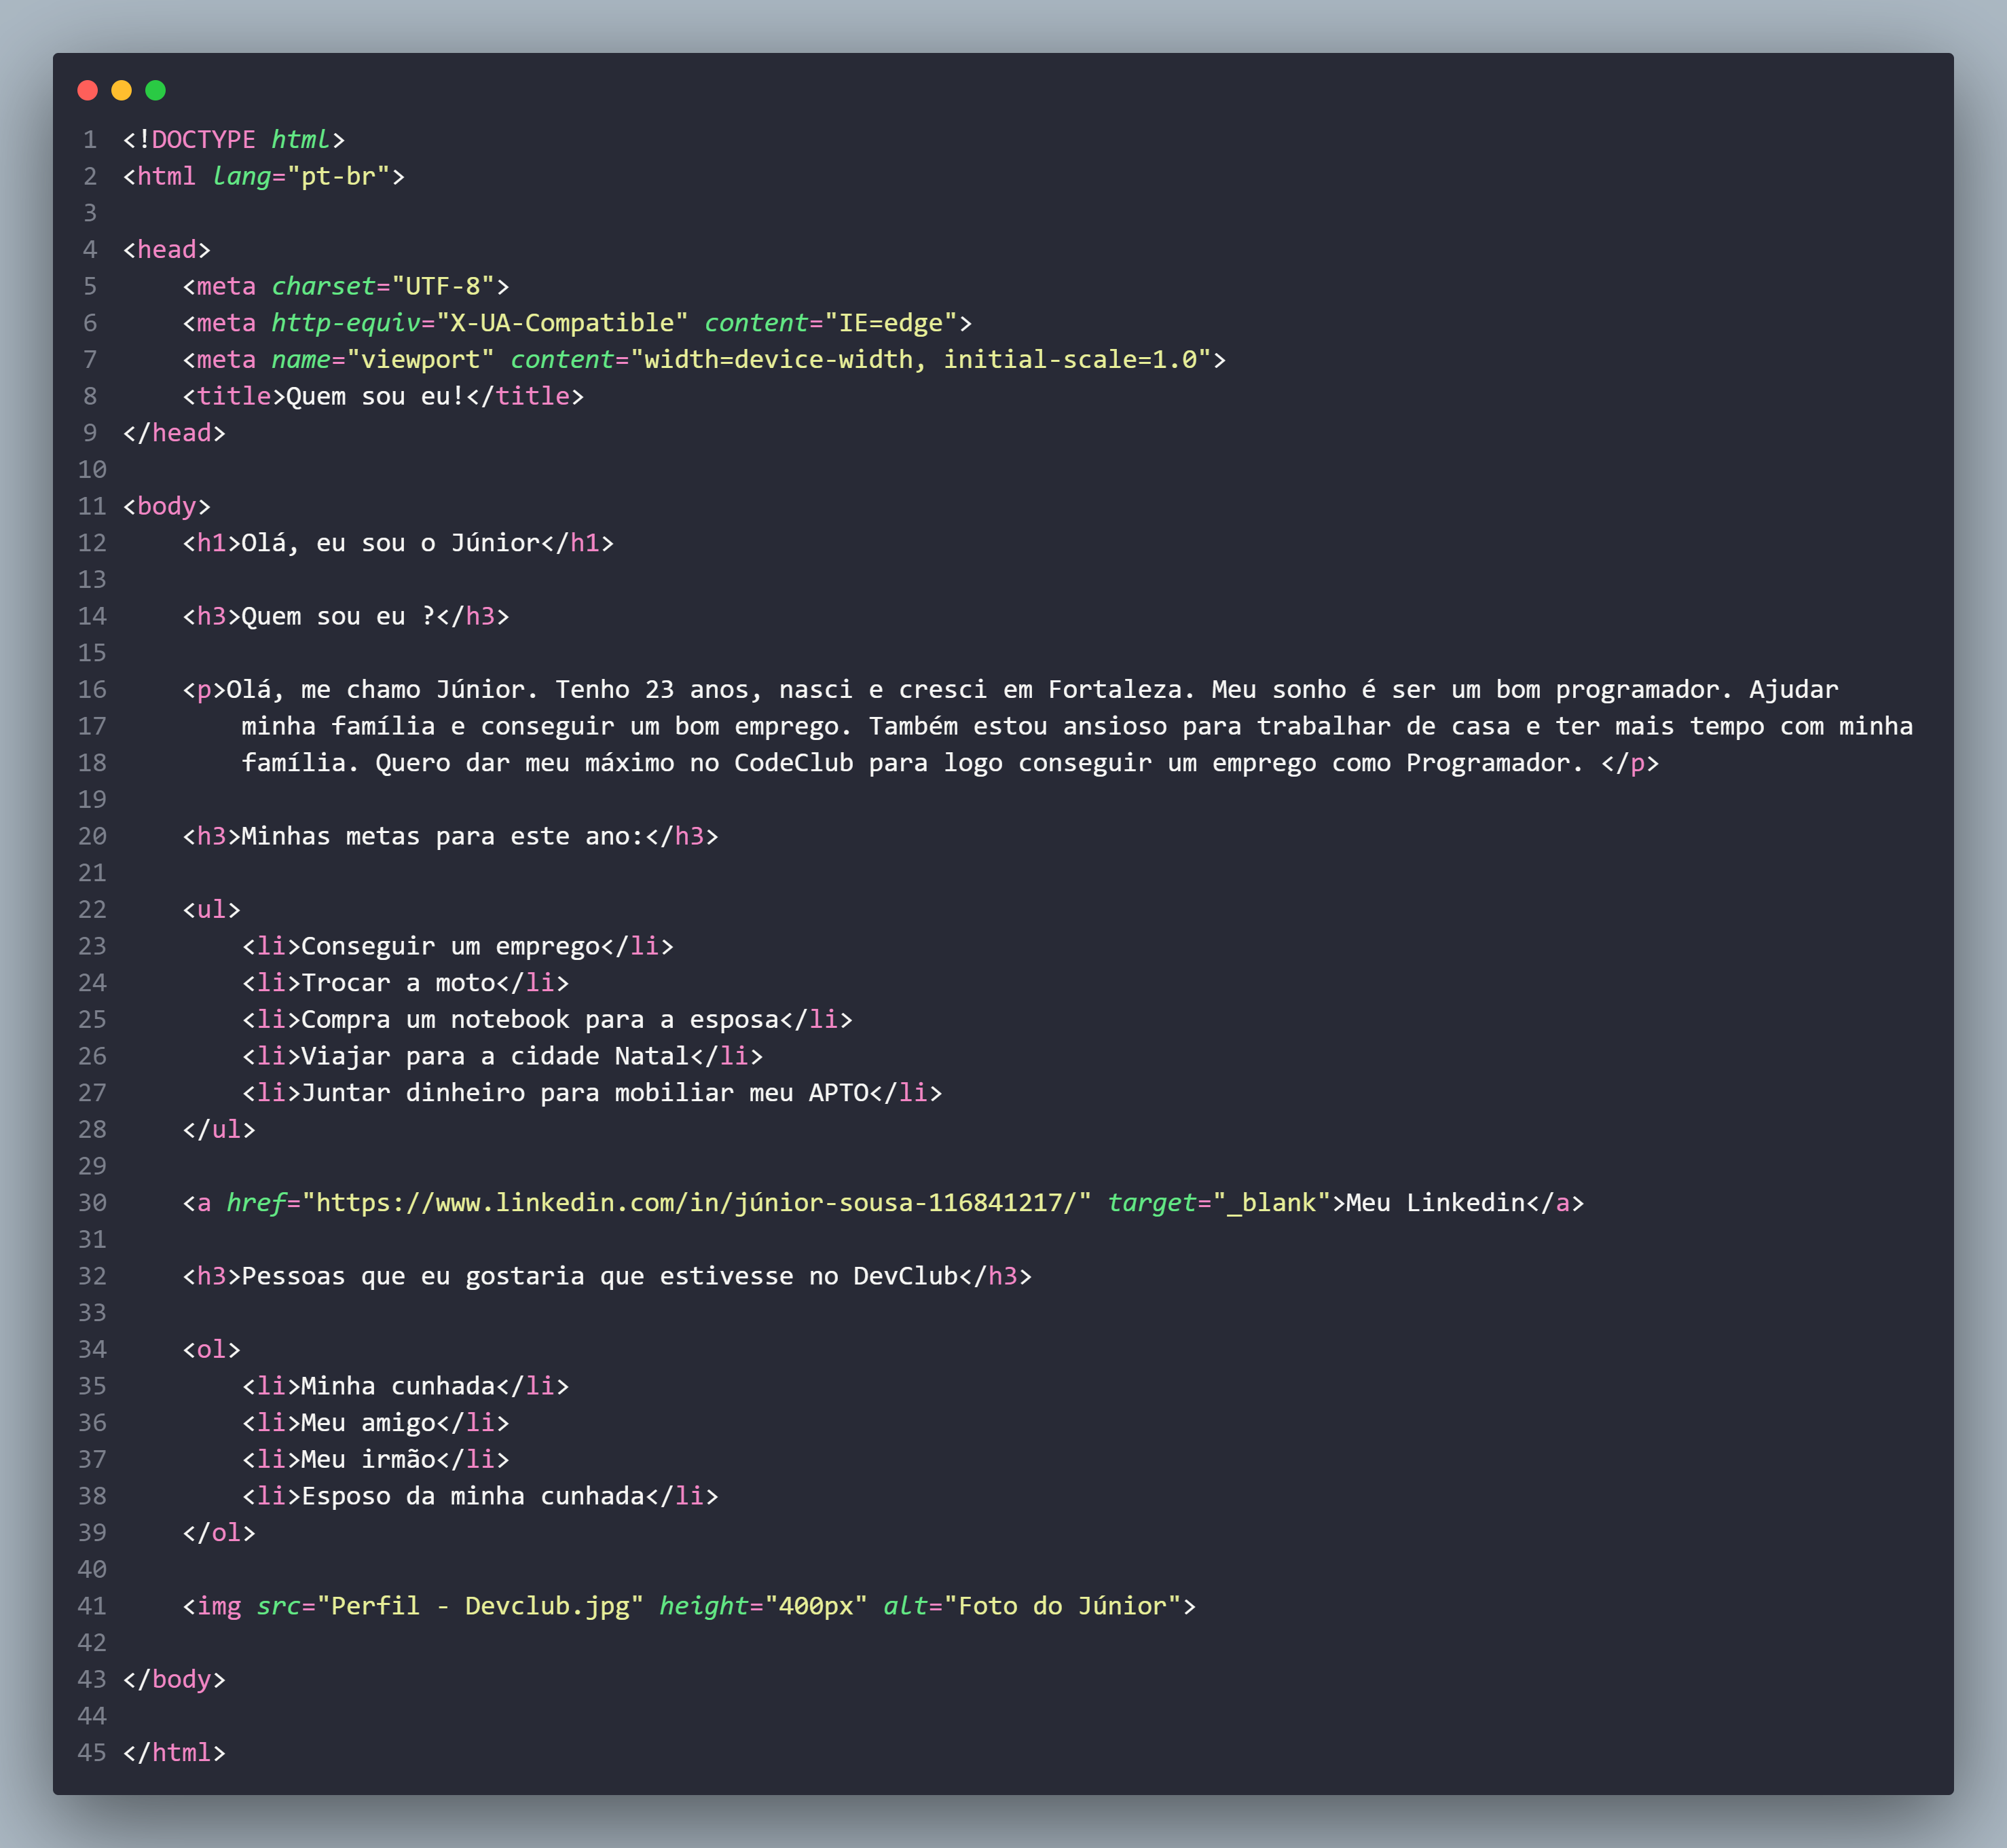 1 <!DOCTYPE html>
2 <html lang="pt-br">
3
4 <head>
5     <meta charset="UTF-8">
6     <meta http-equiv="X-UA-Compatible" content="IE=edge">
7     <meta name="viewport" content="width=device-width, initial-scale=1.0">
8     <title>Quem sou eu!</title>
9 </head>
10
11 <body>
12     <h1>Olá, eu sou o Júnior</h1>
13
14     <h3>Quem sou eu ?</h3>
15
16     <p>Olá, me chamo Júnior. Tenho 23 anos, nasci e cresci em Fortaleza. Meu sonho é ser um bom programador. Ajudar
17         minha família e conseguir um bom emprego. Também estou ansioso para trabalhar de casa e ter mais tempo com minha
18         família. Quero dar meu máximo no CodeClub para logo conseguir um emprego como Programador. </p>
19
20     <h3>Minhas metas para este ano:</h3>
21
22     <ul>
23         <li>Conseguir um emprego</li>
24         <li>Trocar a moto</li>
25         <li>Compra um notebook para a esposa</li>
26         <li>Viajar para a cidade Natal</li>
27         <li>Juntar dinheiro para mobiliar meu APTO</li>
28     </ul>
29
30     <a href="https://www.linkedin.com/in/júnior-sousa-116841217/" target="_blank">Meu Linkedin</a>
31
32     <h3>Pessoas que eu gostaria que estivesse no DevClub</h3>
33
34     <ol>
35         <li>Minha cunhada</li>
36         <li>Meu amigo</li>
37         <li>Meu irmão</li>
38         <li>Esposo da minha cunhada</li>
39     </ol>
40
41     <img src="Perfil - Devclub.jpg" height="400px" alt="Foto do Júnior">
42
43 </body>
44
45 </html>